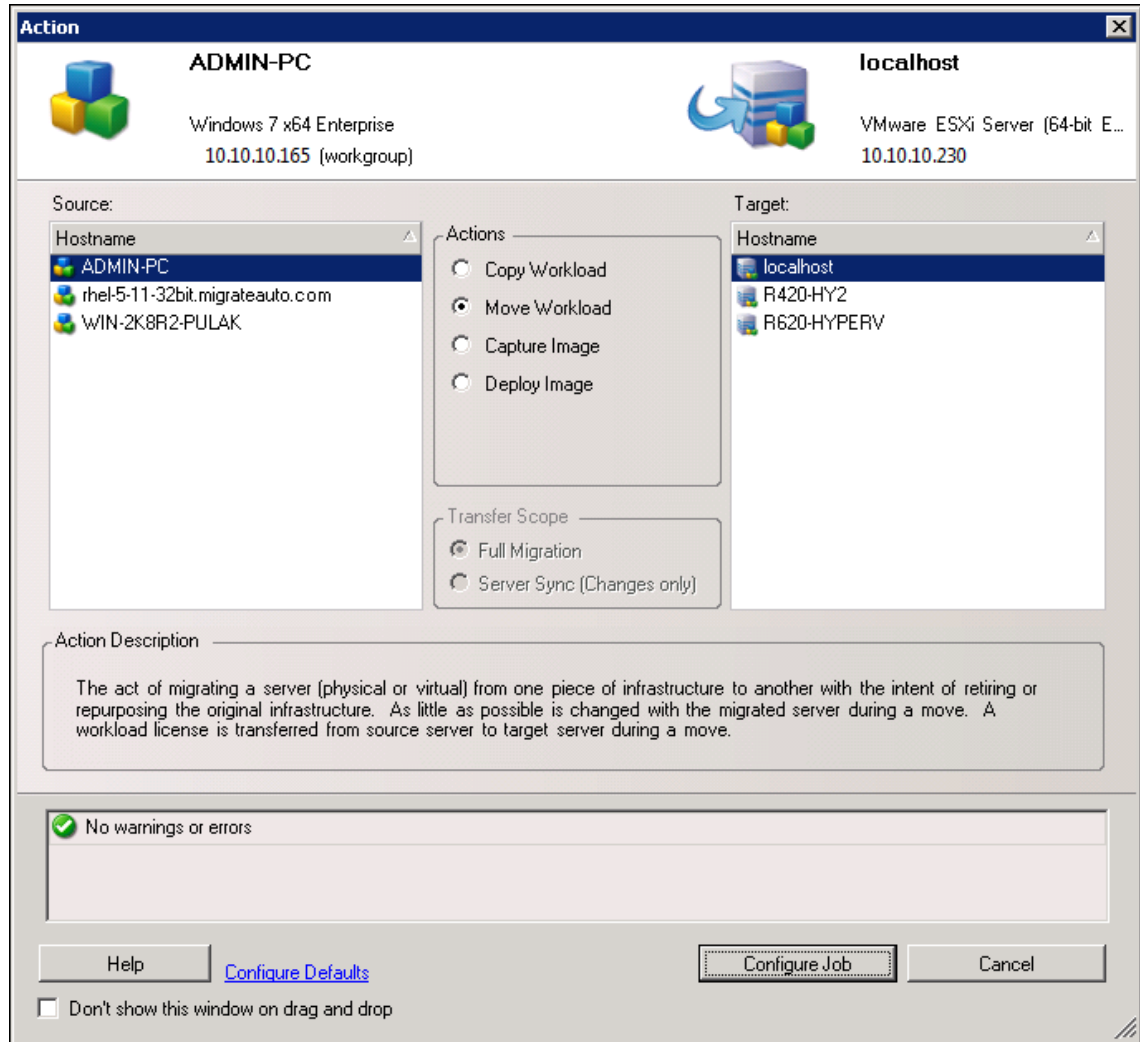 Action
ADMIN-PC
Windows 7 x64 Enterprise
10.10.10.165 (workgroup)
localhost
VMware ESXi Server (64-bit E...
10.10.10.230
Source:
Hostname
ADMIN-PC
rhel-5-11-32bit.migrateauto.com
WIN-2K8R2-PULAK
Actions
Copy Workload
Move Workload
Capture Image
Deploy Image
Transfer Scope
Full Migration
Server Sync (Changes only)
Target:
Hostname
localhost
R420-HY2
R620-HYPERV
Action Description
The act of migrating a server (physical or virtual) from one piece of infrastructure to another with the intent of retiring or
repurposing the original infrastructure. As little as possible is changed with the migrated server during a move. A
workload license is transferred from source server to target server during a move.
No warnings or errors
Help
Configure Defaults
Configure Job
Cancel
Don't show this window on drag and drop